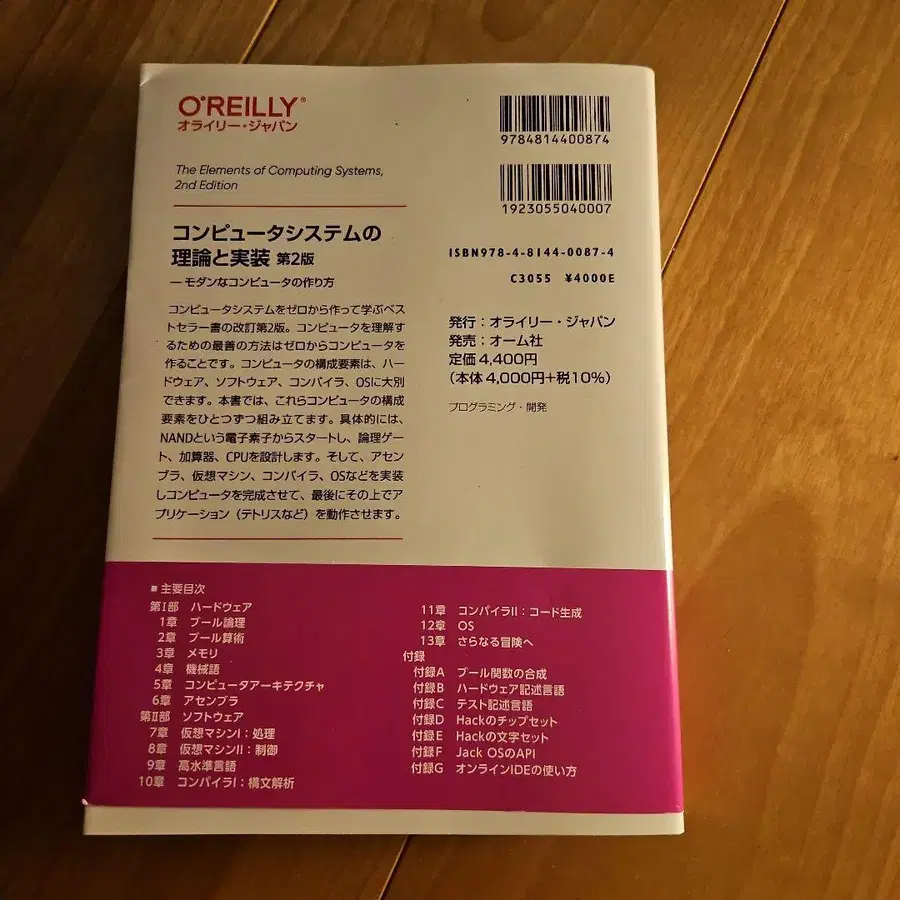 O'REILLY®
オライリー・ジャパン
The Elements of Computing Systems,
2nd Edition
コンピュータシステムの
理論と実装 第2版
―モダンなコンピュータの作り方
コンピュータシステムをゼロから作って学ぶベス
トセラー書の改訂第2版。コンピュータを理解す
るための最善の方法はゼロからコンピュータを
作ることです。コンピュータの構成要素は、ハー
ドウェア、ソフトウェア、コンパイラ、OSに大別
できます。本書では、これらコンピュータの構成
要素をひとつずつ組み立てます。具体的には、
NANDという電子素子からスタートし、論理ゲー
ト、加算器、CPUを設計します。そして、アセン
ブラ、仮想マシン、コンパイラ、OSなどを実装
しコンピュータを完成させて、最後にその上でア
プリケーション（テトリスなど）を動作させます。
9784814400874
1923055040007
ISBN978-4-8144-0087-4
C3055 ¥4000E
発行：オライリー・ジャパン
発売：オーム社
定価4,400円
（本体4,000円+税10%）
プログラミング・開発
■ 主要目次
第Ⅰ部 ハードウェア
1章 ブール論理
2章 ブール算術
3章 メモリ
4章 機械語
5章 コンピュータアーキテクチャ
6章 アセンブラ
第Ⅱ部 ソフトウェア
7章 仮想マシンI：処理
8章 仮想マシンII：制御
9章 高水準言語
10章 コンパイラI：構文解析
11章 コンパイラII：コード生成
12章 OS
13章 さらなる冒険へ
付録
付録A ブール関数の合成
付録B ハードウェア記述言語
付録C テスト記述言語
付録D Hackのチップセット
付録E Hackの文字セット
付録F Jack OSのAPI
付録G オンラインIDEの使い方